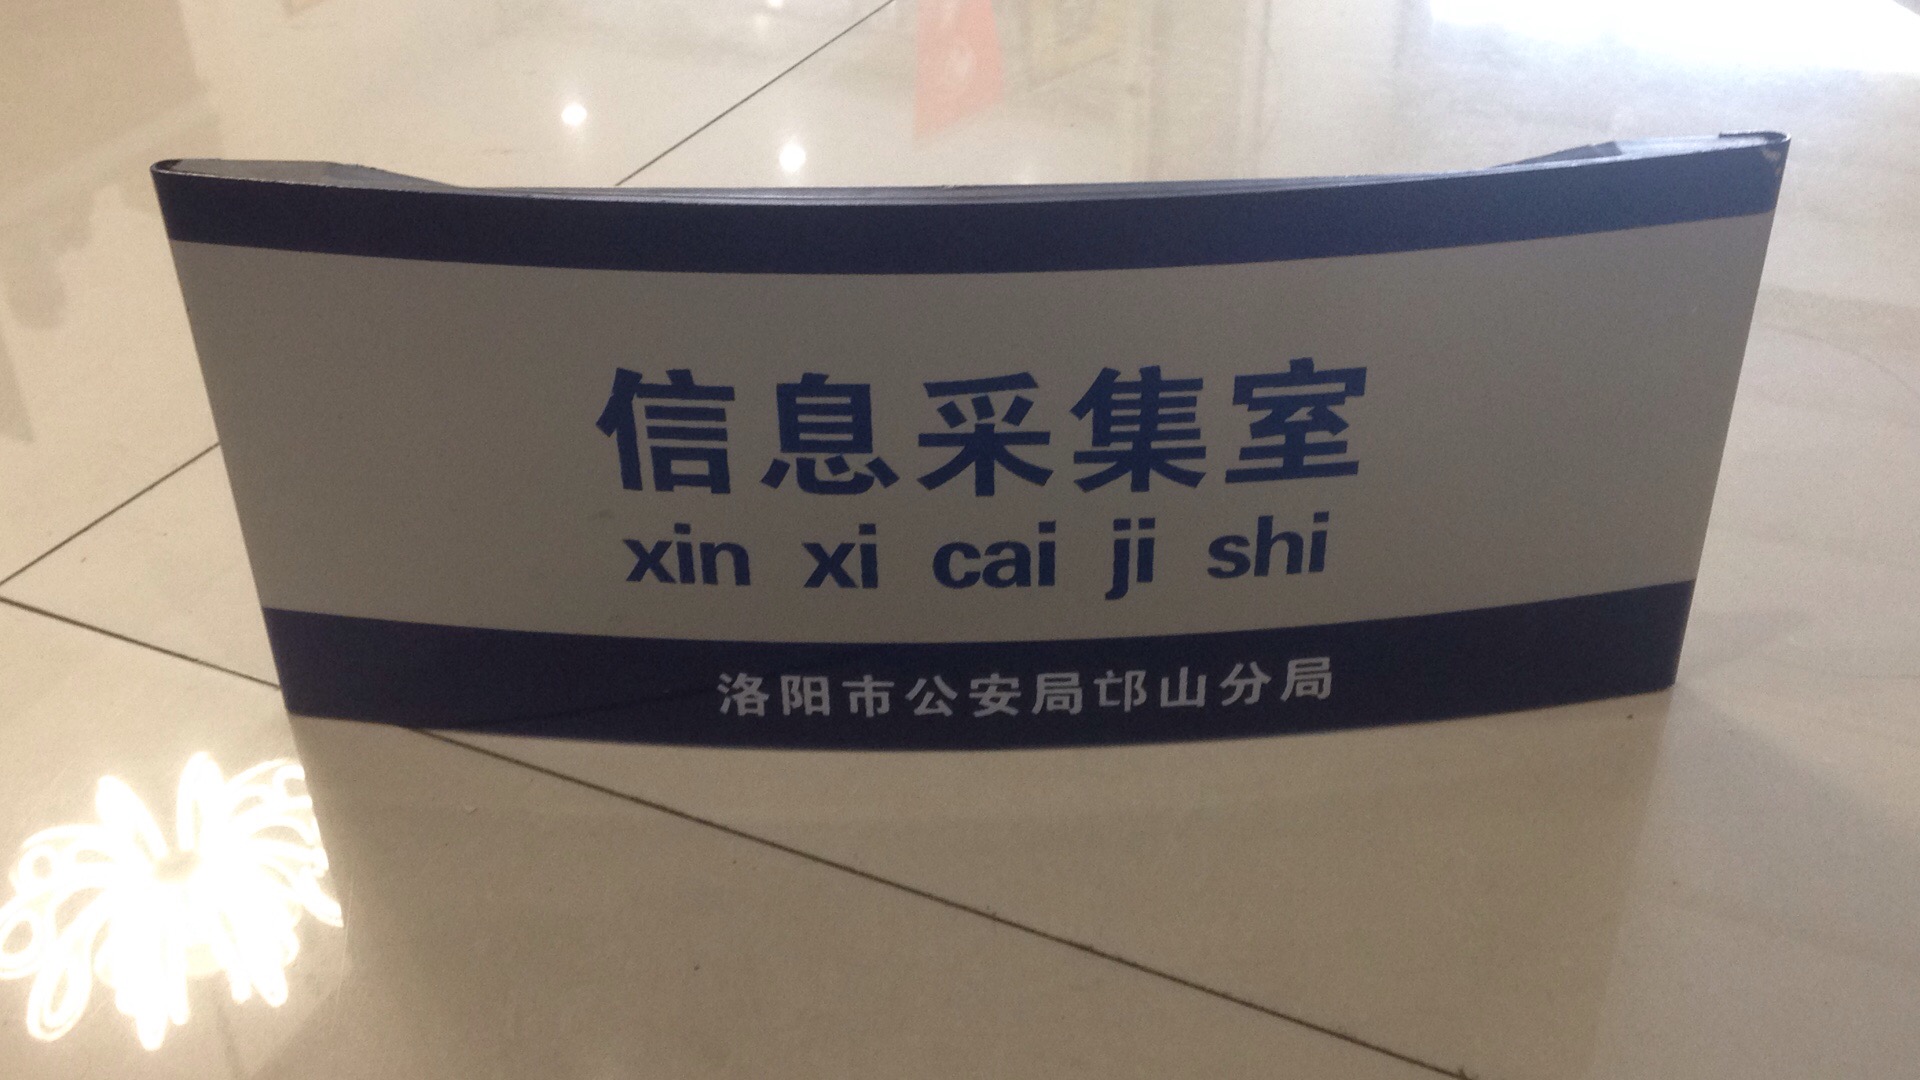 信息采集室
xin xi cai ji shi
洛阳市公安局邙山分局